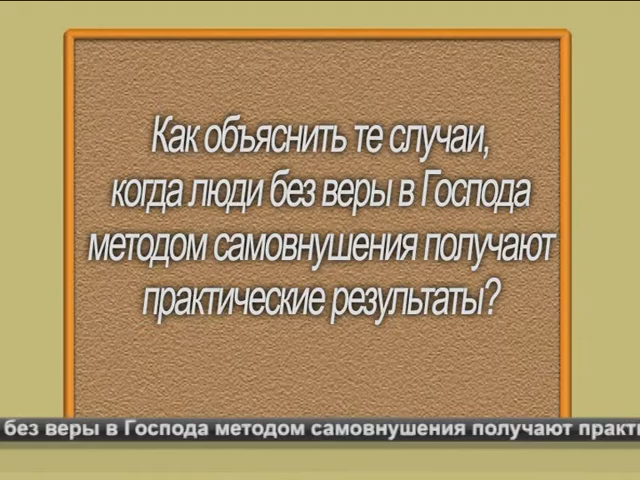 Как объяснить те случаи,
когда люди без веры в Господа
методом самовнушения получают
практические результаты?
без веры в Господа методом самовнушения получают